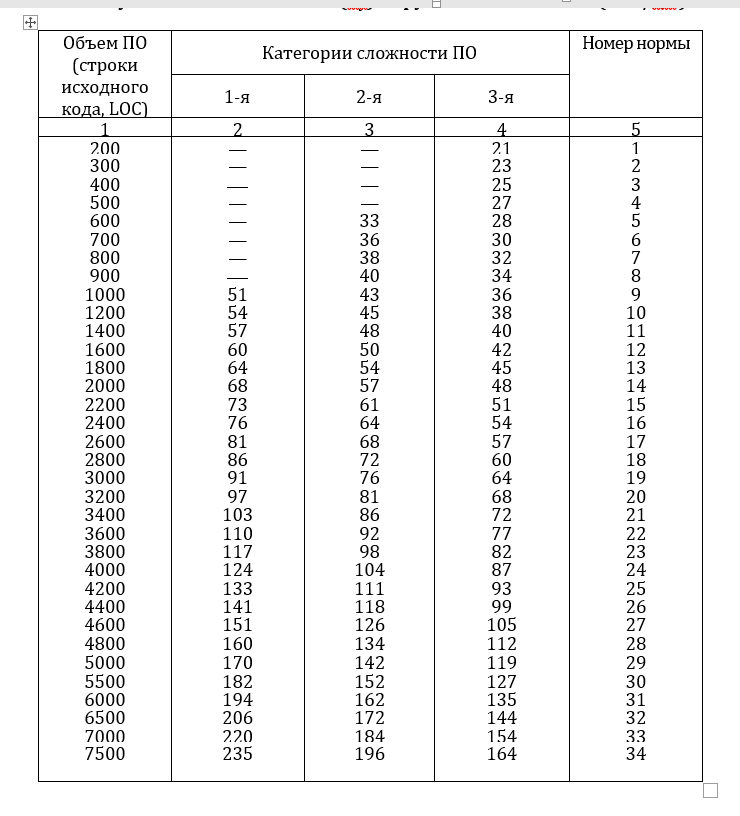 Объем ПО Категории сложности ПО Номер нормы
(строки
исходного
кода, LOC) 1-я 2-я 3-я
1 2 3 4 5
200 — — 21 1
300 — — 23 2
400 — — 25 3
500 — — 27 4
600 — 33 28 5
700 — 36 30 6
800 — 38 32 7
900 — 40 34 8
1000 51 43 36 9
1200 54 45 38 10
1400 57 48 40 11
1600 60 50 42 12
1800 64 54 45 13
2000 68 57 48 14
2200 73 61 51 15
2400 76 64 54 16
2600 81 68 57 17
2800 86 72 60 18
3000 91 76 64 19
3200 97 81 68 20
3400 103 86 72 21
3600 110 92 77 22
3800 117 98 82 23
4000 124 104 87 24
4200 133 111 93 25
4400 141 118 99 26
4600 151 126 105 27
4800 160 134 112 28
5000 170 142 119 29
5500 182 152 127 30
6000 194 162 135 31
6500 206 172 144 32
7000 220 184 154 33
7500 235 196 164 34